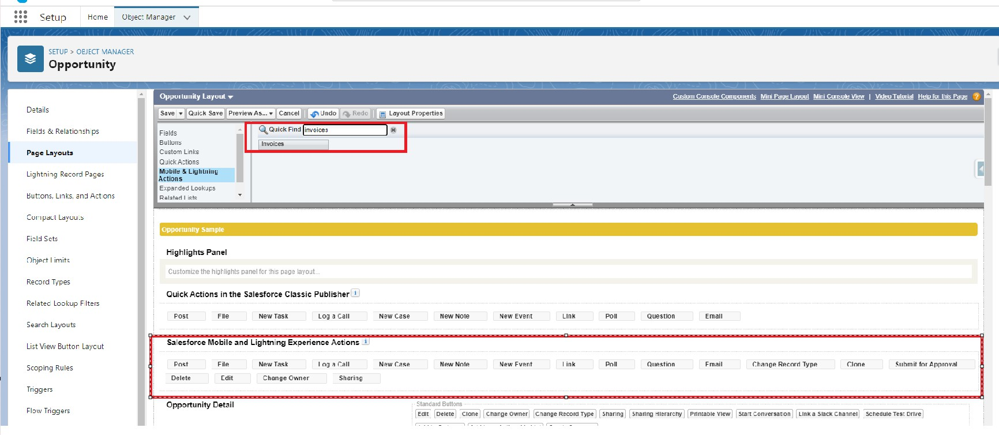 Setup Home Object Manager
SETUP > OBJECT MANAGER
Opportunity
Details
Fields & Relationships
Page Layouts
Lightning Record Pages
Buttons, Links, and Actions
Compact Layouts
Field Sets
Object Limits
Record Types
Related Lookup Filters
Search Layouts
List View Button Layout
Scoping Rules
Triggers
Flow Triggers
Opportunity Layout Custom Console Components Mini Page Layout Mini Console View | Video Tutorial Help for this Page
Save Quick Save Preview As... Cancel Undo Redo Layout Properties
Fields
Buttons
Custom Links
Quick Actions
Mobile & Lightning
Actions
Expanded Lookups
Related Lists
Quick Find invoices
Invoices
Opportunity Sample
Highlights Panel
Customize the highlights panel for this page layout...
Quick Actions in the Salesforce Classic Publisher i
Post File New Task Log a Call New Case New Note New Event Link Poll Question Email
Salesforce Mobile and Lightning Experience Actions i
Post File New Task Log a Call New Case New Note New Event Link Poll Question Email Change Record Type Clone Submit for Approval
Delete Edit Change Owner Sharing
Opportunity Detail
Standard Buttons
Edit Delete Clone Change Owner Change Record Type Sharing Sharing Hierarchy Printable View Start Conversation Link a Slack Channel Schedule Test Drive